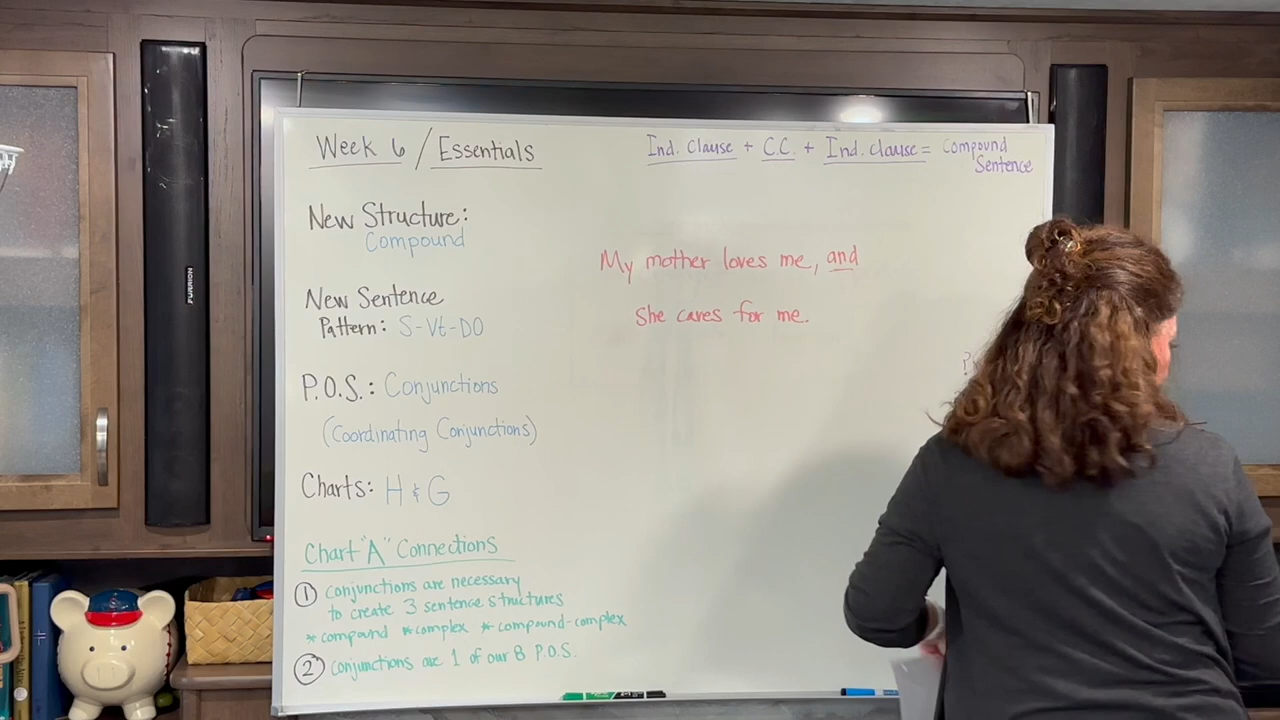 Week 6 / Essentials
Ind. Clause + C.C. + Ind. Clause = Compound
Sentence
New Structure:
Compound
My mother loves me, and
she cares for me.
New Sentence
Pattern: S-Vt-DO
P.O.S.: Conjunctions
(Coordinating Conjunctions)
Charts: H & G
Chart "A" Connections
① conjunctions are necessary
to create 3 sentence structures
* compound * complex * compound-complex
② conjunctions are 1 of our 8 P.O.S.
FURRION